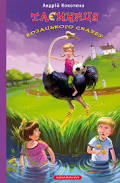 Андрій Кокотюха
ТАЄМНИЦЯ
КОЗАЦЬКОГО СКАРБУ